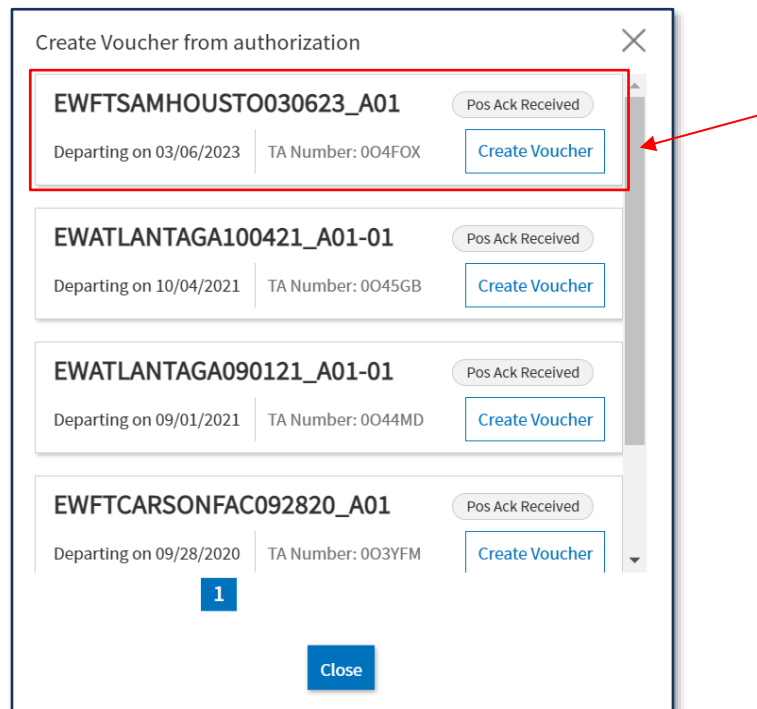 Create Voucher from authorization
EWFTSAMHOUSTO030623_A01
Pos Ack Received
Departing on 03/06/2023
TA Number: 0O4FOX
Create Voucher
EWATLANTAGA100421_A01-01
Pos Ack Received
Departing on 10/04/2021
TA Number: 0O45GB
Create Voucher
EWATLANTAGA090121_A01-01
Pos Ack Received
Departing on 09/01/2021
TA Number: 0O44MD
Create Voucher
EWFTCARSONFAC092820_A01
Pos Ack Received
Departing on 09/28/2020
TA Number: 0O3YFM
Create Voucher
1
Close